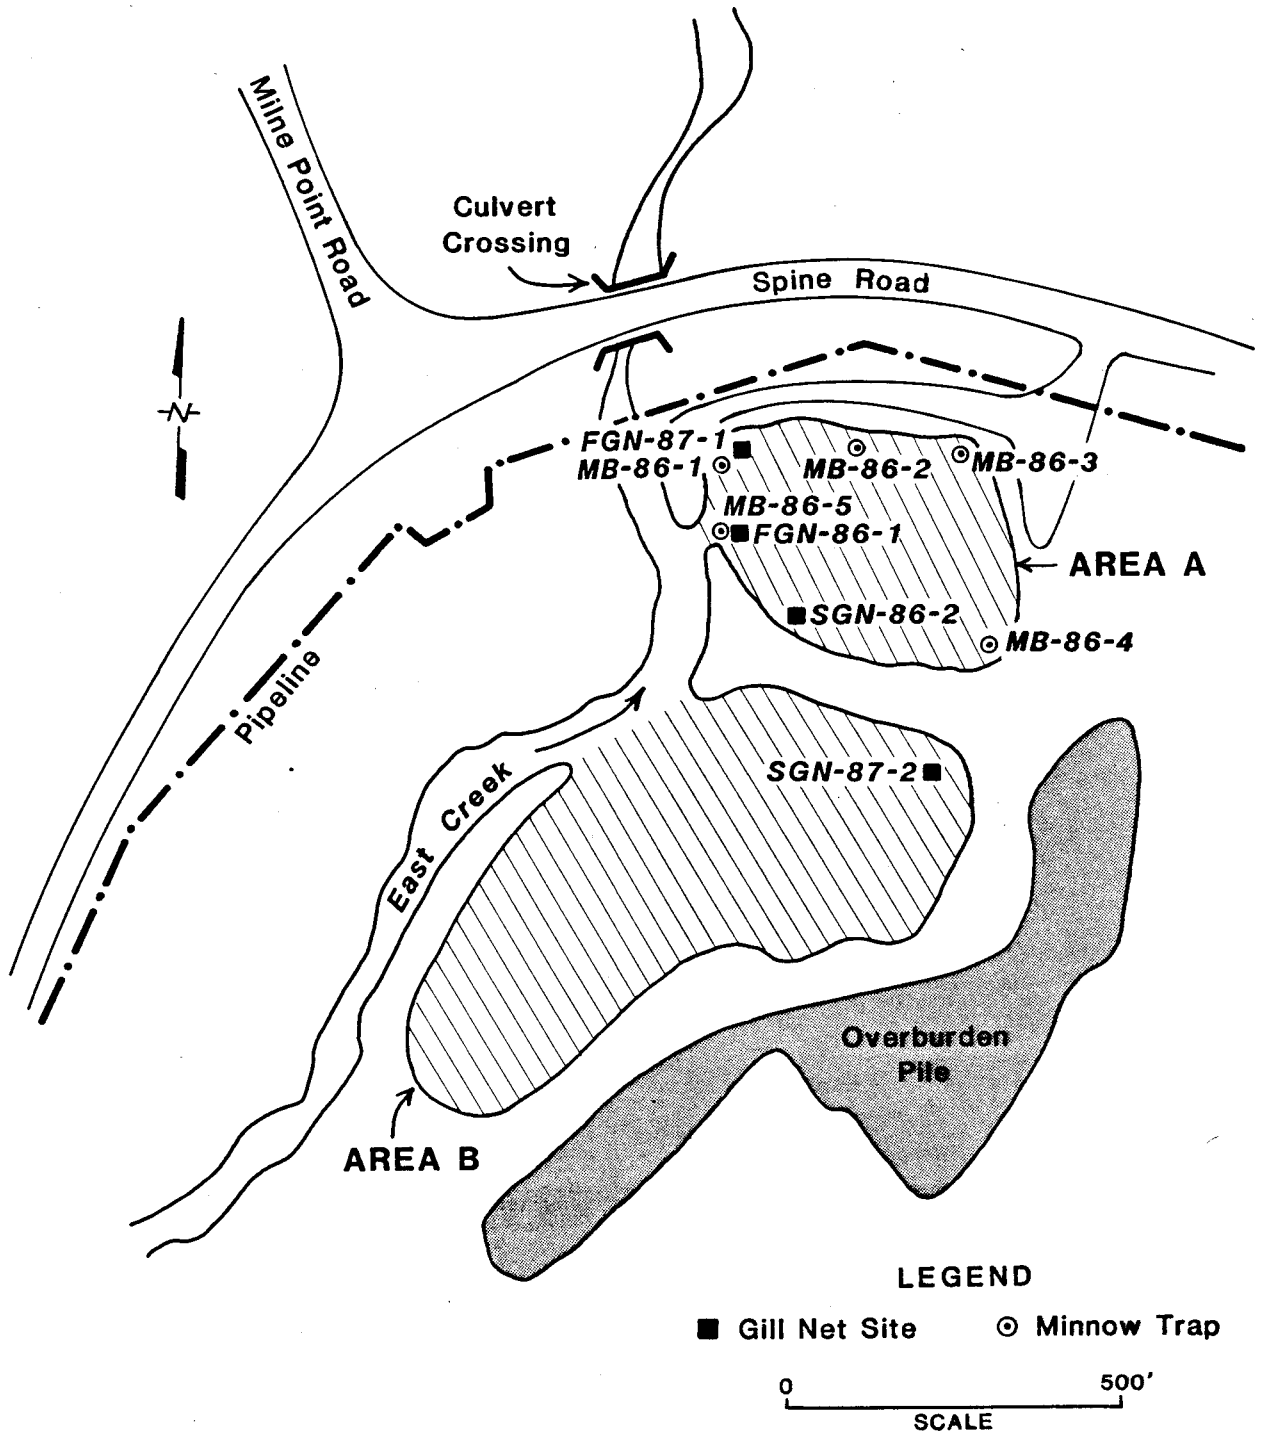 Milne Point Road
Culvert
Crossing
Spine Road
N
FGN-87-1
MB-86-1
MB-86-2
MB-86-3
MB-86-5
FGN-86-1
AREA A
SGN-86-2
MB-86-4
Pipeline
SGN-87-2
East Creek
Overburden
Pile
AREA B
LEGEND
Gill Net Site
Minnow Trap
0 500'
SCALE